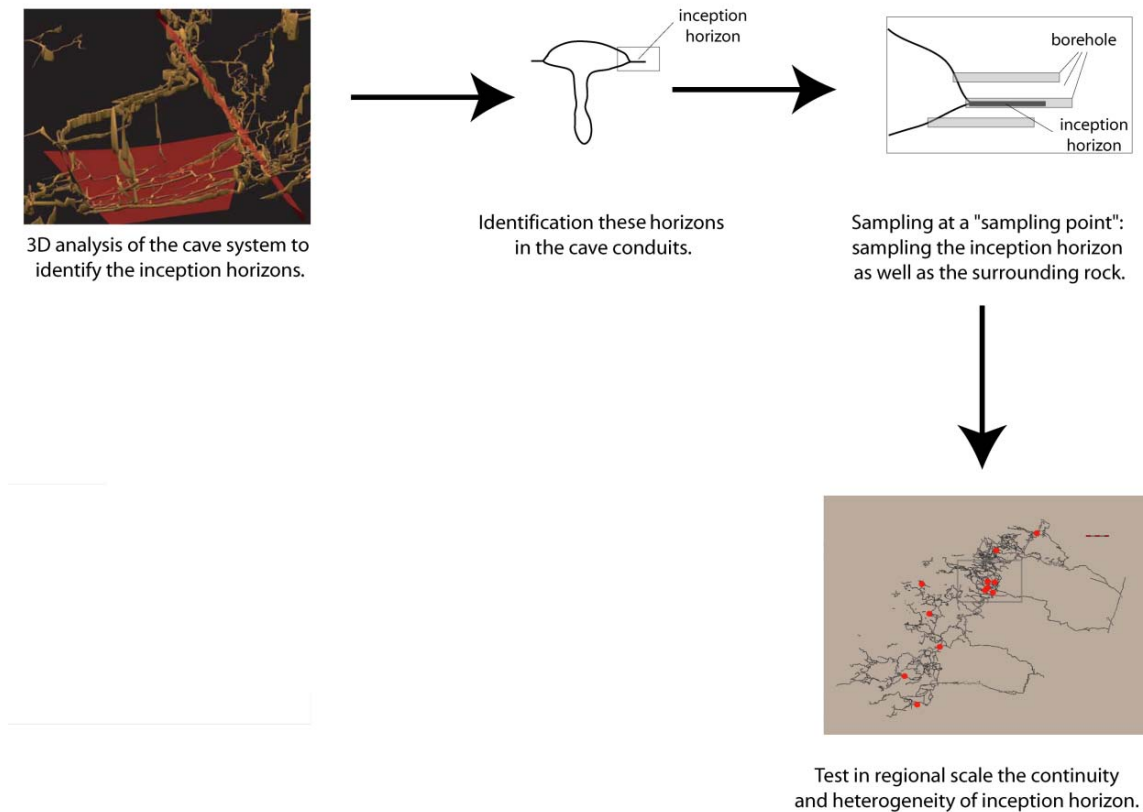 inception
horizon
borehole
inception
horizon
3D analysis of the cave system to
identify the inception horizons.
Identification these horizons
in the cave conduits.
Sampling at a "sampling point":
sampling the inception horizon
as well as the surrounding rock.
Test in regional scale the continuity
and heterogeneity of inception horizon.